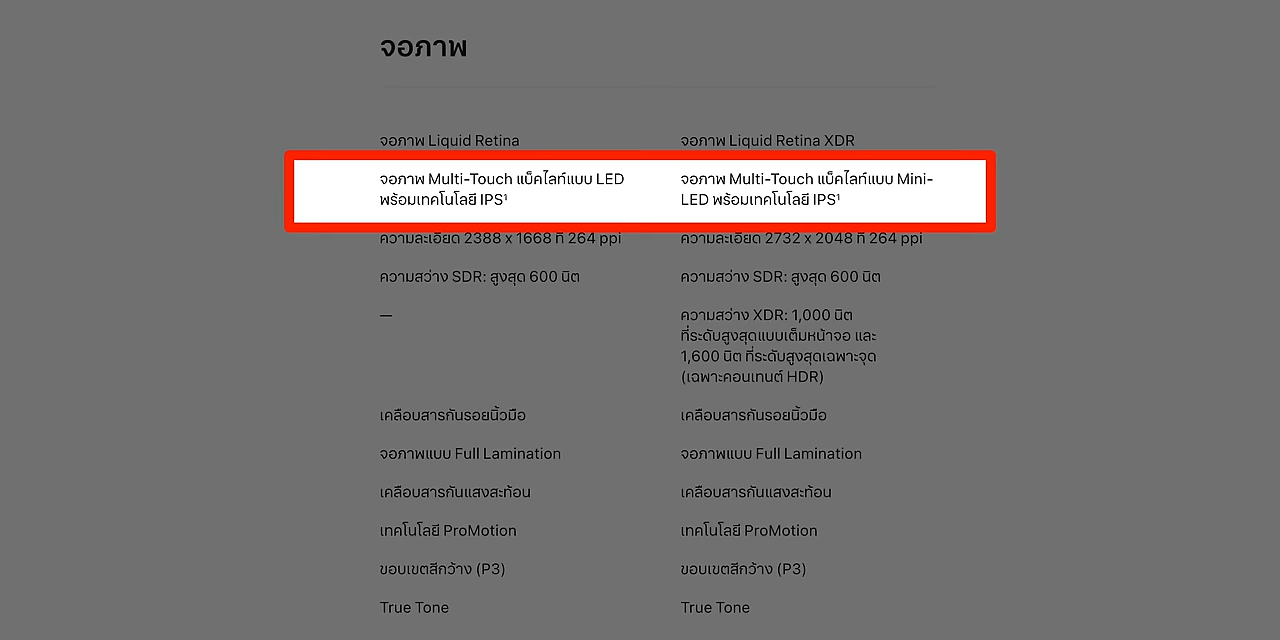 จอภาพ
จอภาพ Liquid Retina
จอภาพ Liquid Retina XDR
จอภาพ Multi-Touch แบ็คไลท์แบบ LED
พร้อมเทคโนโลยี IPS¹
จอภาพ Multi-Touch แบ็คไลท์แบบ Mini-
LED พร้อมเทคโนโลยี IPS¹
ความละเอียด 2388 x 1668 ที่ 264 ppi
ความละเอียด 2732 x 2048 ที่ 264 ppi
ความสว่าง SDR: สูงสุด 600 นิต
ความสว่าง SDR: สูงสุด 600 นิต
—
ความสว่าง XDR: 1,000 นิต
ที่ระดับสูงสุดแบบเต็มหน้าจอ และ
1,600 นิต ที่ระดับสูงสุดเฉพาะจุด
(เฉพาะคอนเทนต์ HDR)
เคลือบสารกันรอยนิ้วมือ
เคลือบสารกันรอยนิ้วมือ
จอภาพแบบ Full Lamination
จอภาพแบบ Full Lamination
เคลือบสารกันแสงสะท้อน
เคลือบสารกันแสงสะท้อน
เทคโนโลยี ProMotion
เทคโนโลยี ProMotion
ขอบเขตสีกว้าง (P3)
ขอบเขตสีกว้าง (P3)
True Tone
True Tone